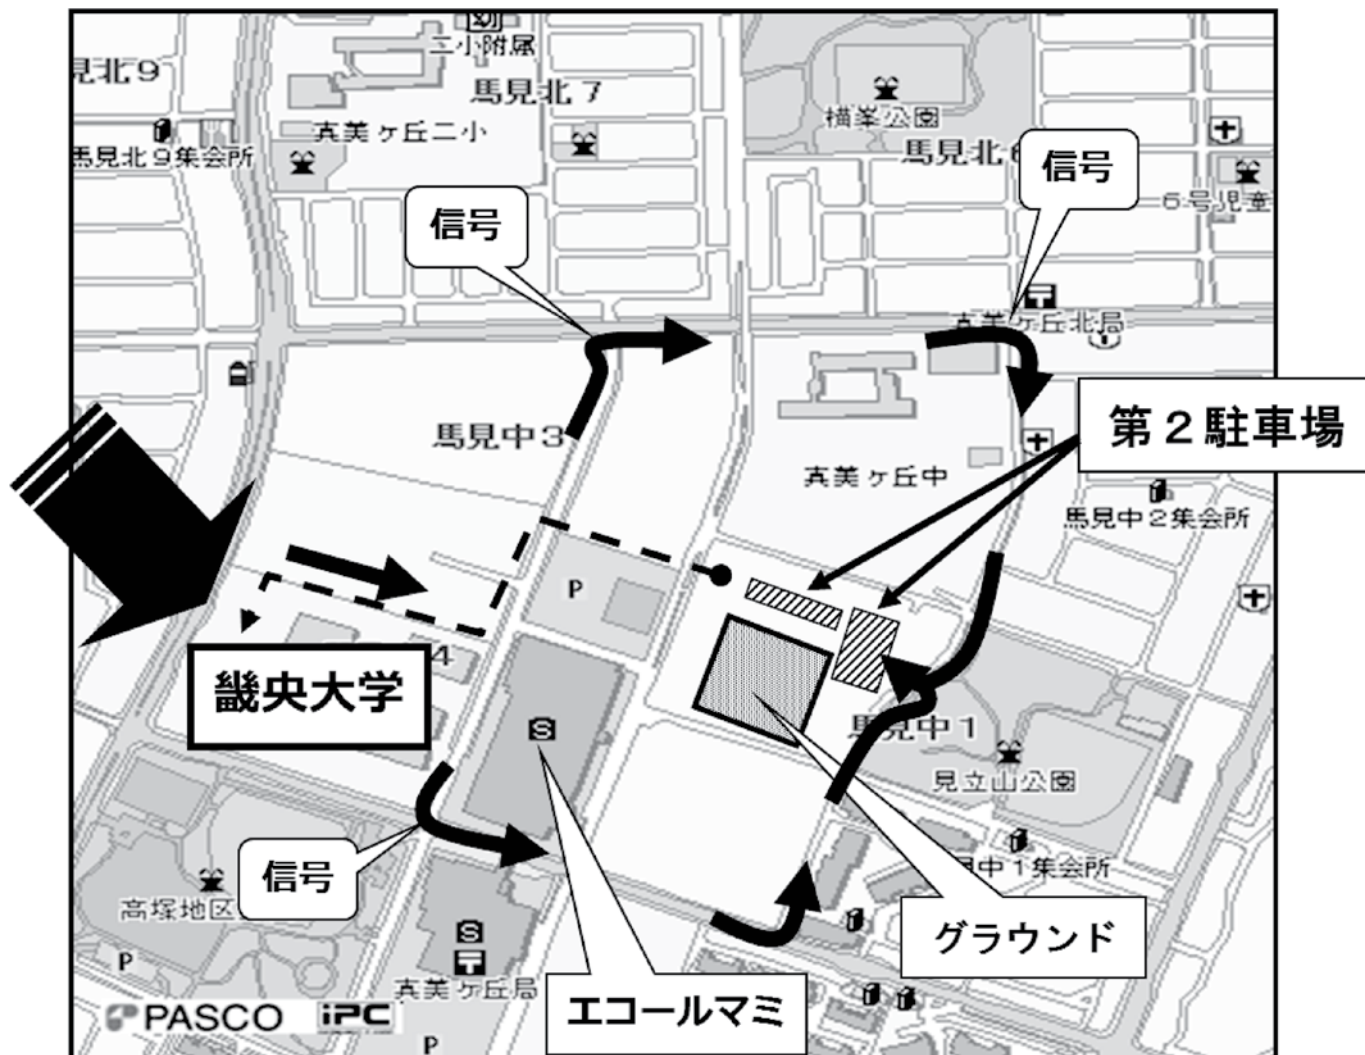 二小附属
見北9
馬見北7
横峯公園
真美ヶ丘二小
馬見北9集会所
馬見北6
信号
信号
6号児童
真美ヶ丘北局
馬見中3
第２駐車場
真美ヶ丘中
馬見中2集会所
P
4
畿央大学
S
馬見中1
見立山公園
信号
見中1集会所
高塚地区
グラウンド
S
P
真美ヶ丘局
エコールマミ
PASCO iPC
P